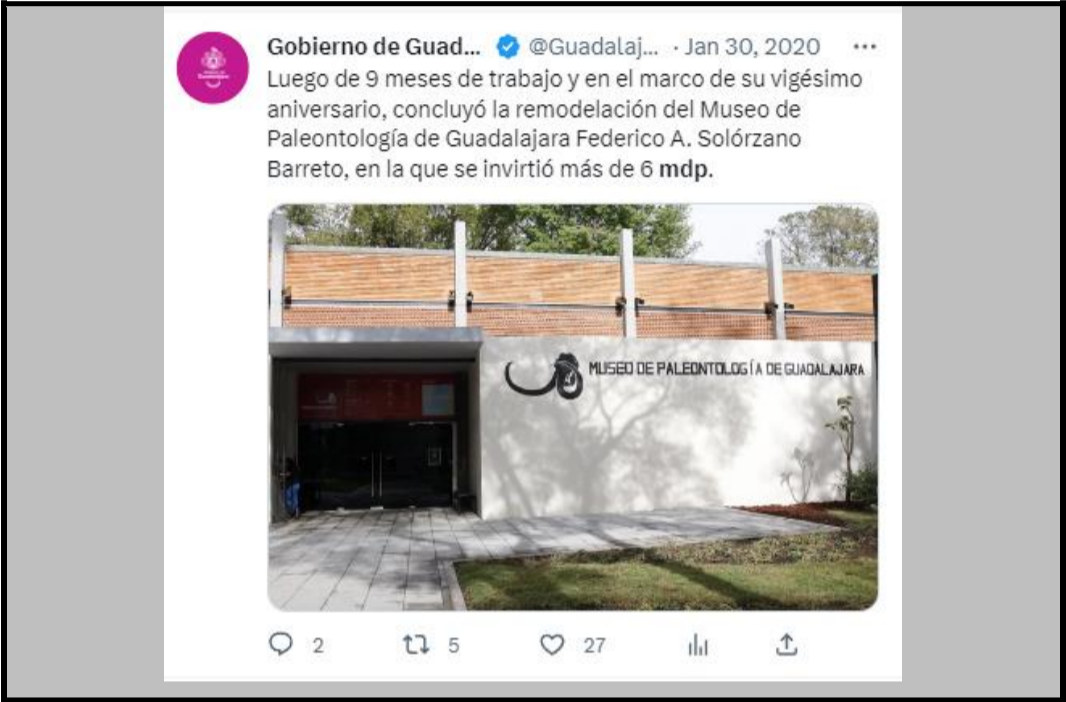 Gobierno de Guad... @Guadalaj... · Jan 30, 2020 ...
Luego de 9 meses de trabajo y en el marco de su vigésimo
aniversario, concluyó la remodelación del Museo de
Paleontología de Guadalajara Federico A. Solórzano
Barreto, en la que se invirtió más de 6 mdp.
MUSEO DE PALEONTOLOGÍA DE GUADALAJARA
2 5 27